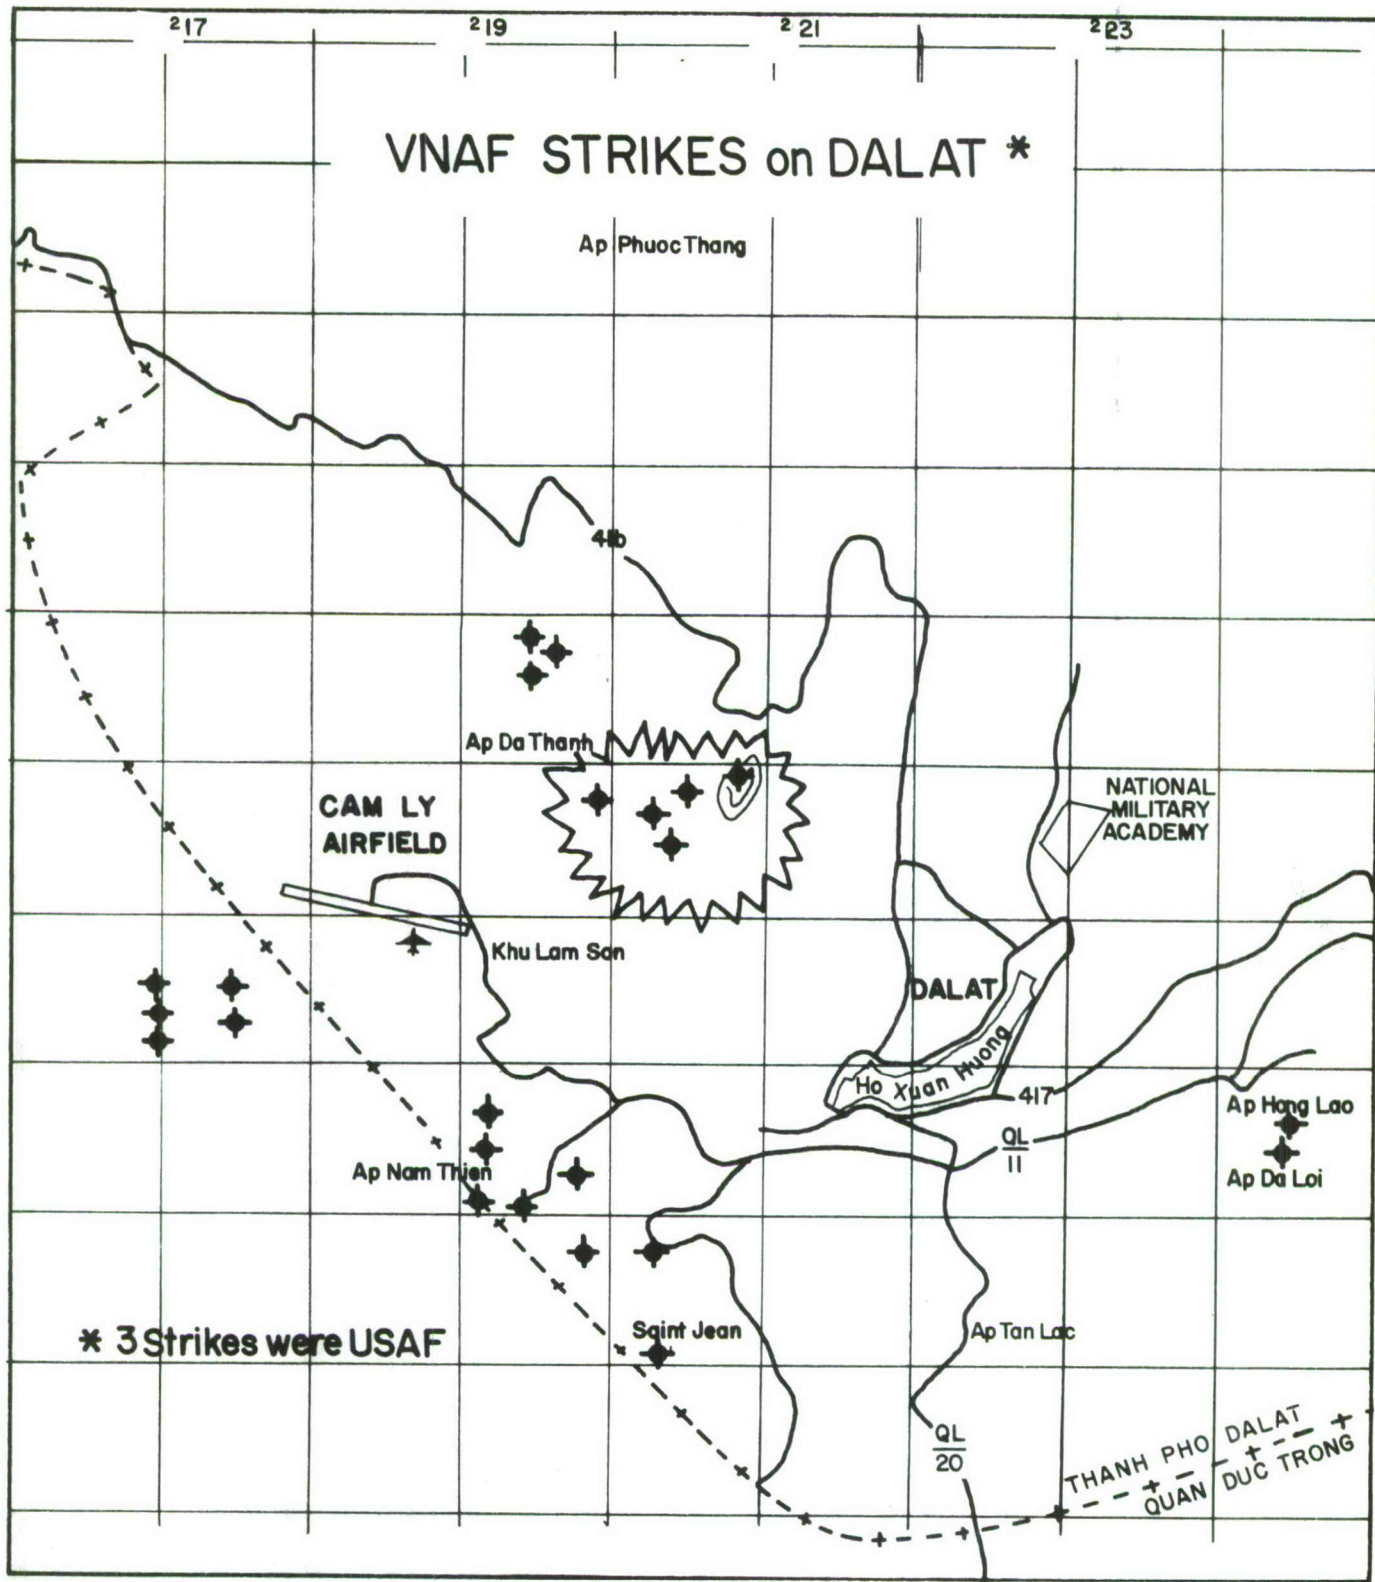 217 219 221 223
VNAF STRIKES on DALAT *
Ap Phuoc Thang
41b
Ap Da Thanh
CAM LY
AIRFIELD
NATIONAL
MILITARY
ACADEMY
Khu Lam Son
DALAT
Ho Xuan Huong
417
Ap Hang Lao
QL
11
Ap Nam Thien
Ap Da Loi
* 3 Strikes were USAF
Saint Jean
Ap Tan Lac
QL
20
THANH PHO DALAT
QUAN DUC TRONG